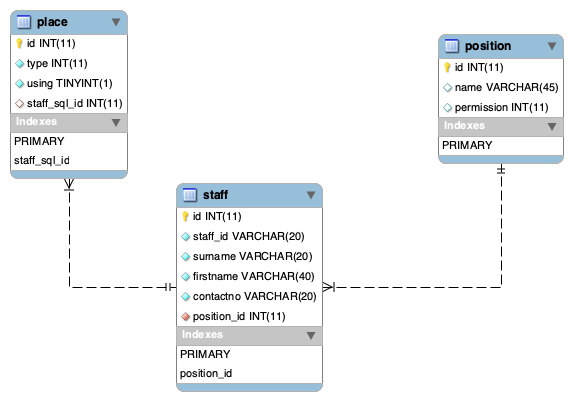 place
id INT(11)
type INT(11)
using TINYINT(1)
staff_sql_id INT(11)
Indexes
PRIMARY
staff_sql_id
position
id INT(11)
name VARCHAR(45)
permission INT(11)
Indexes
PRIMARY
staff
id INT(11)
staff_id VARCHAR(20)
surname VARCHAR(20)
firstname VARCHAR(40)
contactno VARCHAR(20)
position_id INT(11)
Indexes
PRIMARY
position_id